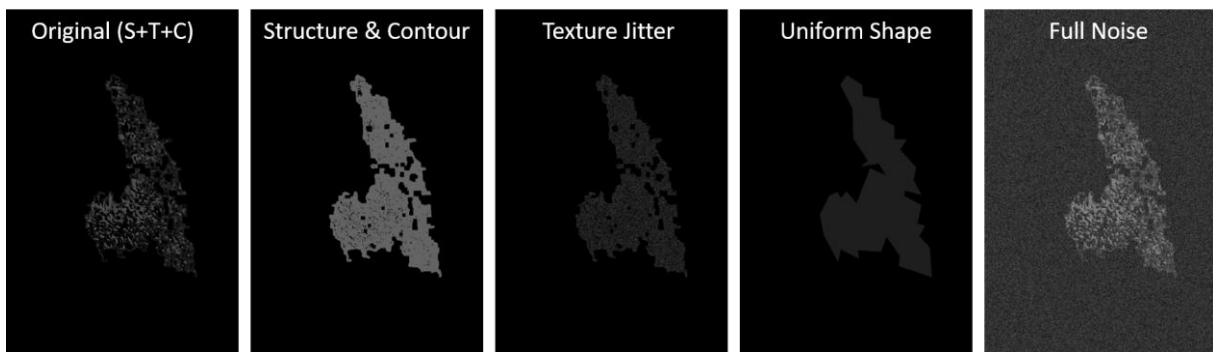 Original (S+T+C)
Structure & Contour
Texture Jitter
Uniform Shape
Full Noise